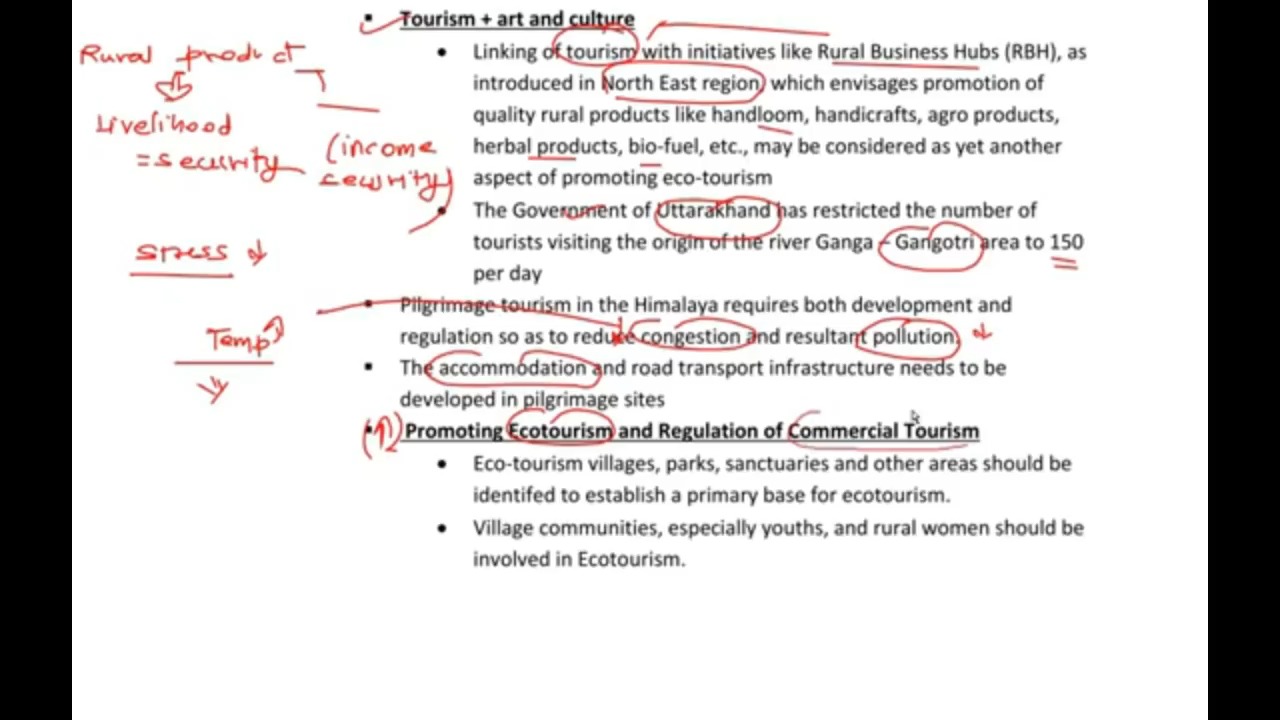 ▪ Tourism + art and culture
• Linking of tourism with initiatives like Rural Business Hubs (RBH), as
introduced in North East region, which envisages promotion of
quality rural products like handloom, handicrafts, agro products,
herbal products, bio-fuel, etc., may be considered as yet another
aspect of promoting eco-tourism
• The Government of Uttarakhand has restricted the number of
tourists visiting the origin of the river Ganga – Gangotri area to 150
per day
▪ Pilgrimage tourism in the Himalaya requires both development and
regulation so as to reduce congestion and resultant pollution.
▪ The accommodation and road transport infrastructure needs to be
developed in pilgrimage sites
▪ Promoting Ecotourism and Regulation of Commercial Tourism
• Eco-tourism villages, parks, sanctuaries and other areas should be
identifed to establish a primary base for ecotourism.
• Village communities, especially youths, and rural women should be
involved in Ecotourism.
Rural product
Livelihood
= security
(income
security)
Stress ↓
Temp